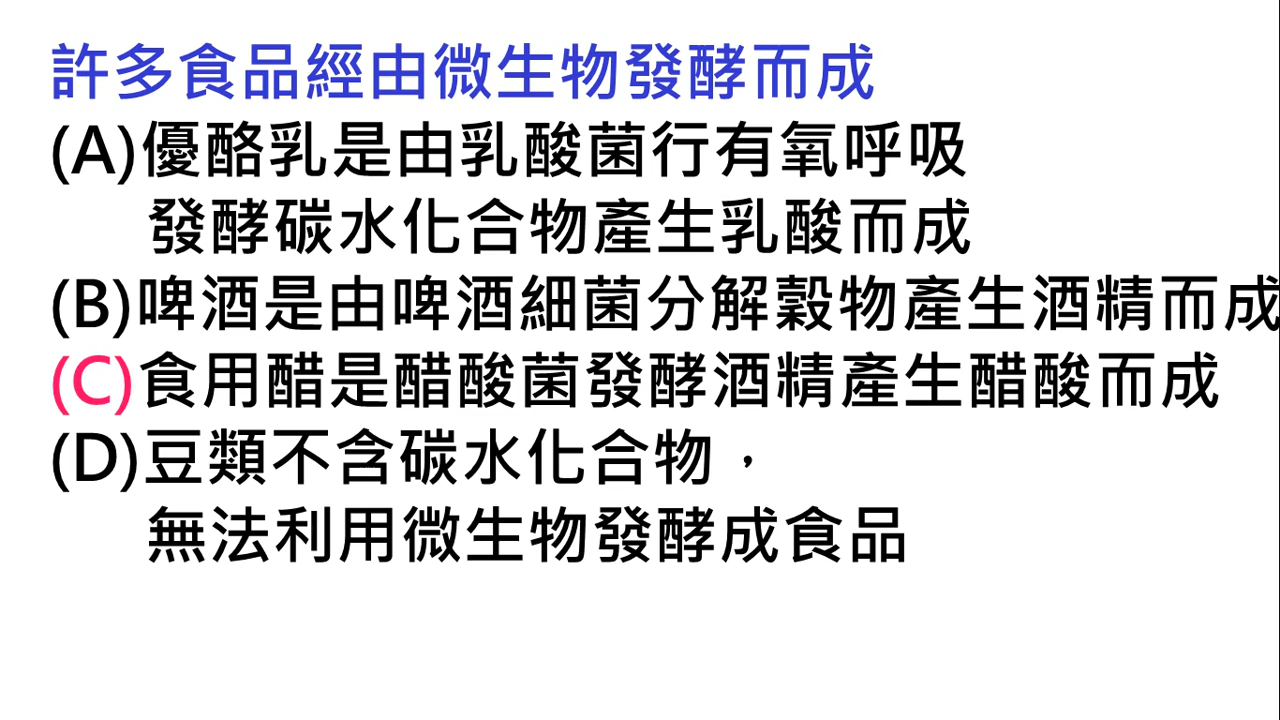 許多食品經由微生物發酵而成
(A)優酪乳是由乳酸菌行有氧呼吸
發酵碳水化合物產生乳酸而成
(B)啤酒是由啤酒細菌分解穀物產生酒精而成
(C)食用醋是醋酸菌發酵酒精產生醋酸而成
(D)豆類不含碳水化合物，
無法利用微生物發酵成食品